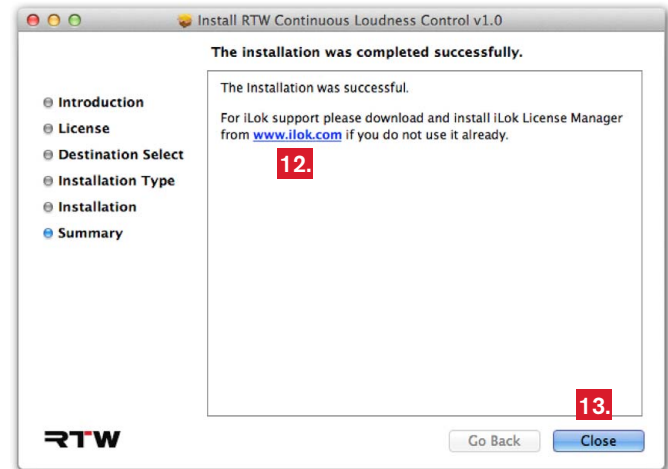 Install RTW Continuous Loudness Control v1.0
The installation was completed successfully.
Introduction
License
Destination Select
Installation Type
Installation
Summary
The Installation was successful.
For iLok support please download and install iLok License Manager
from www.ilok.com if you do not use it already.
12.
13.
RTW
Go Back
Close